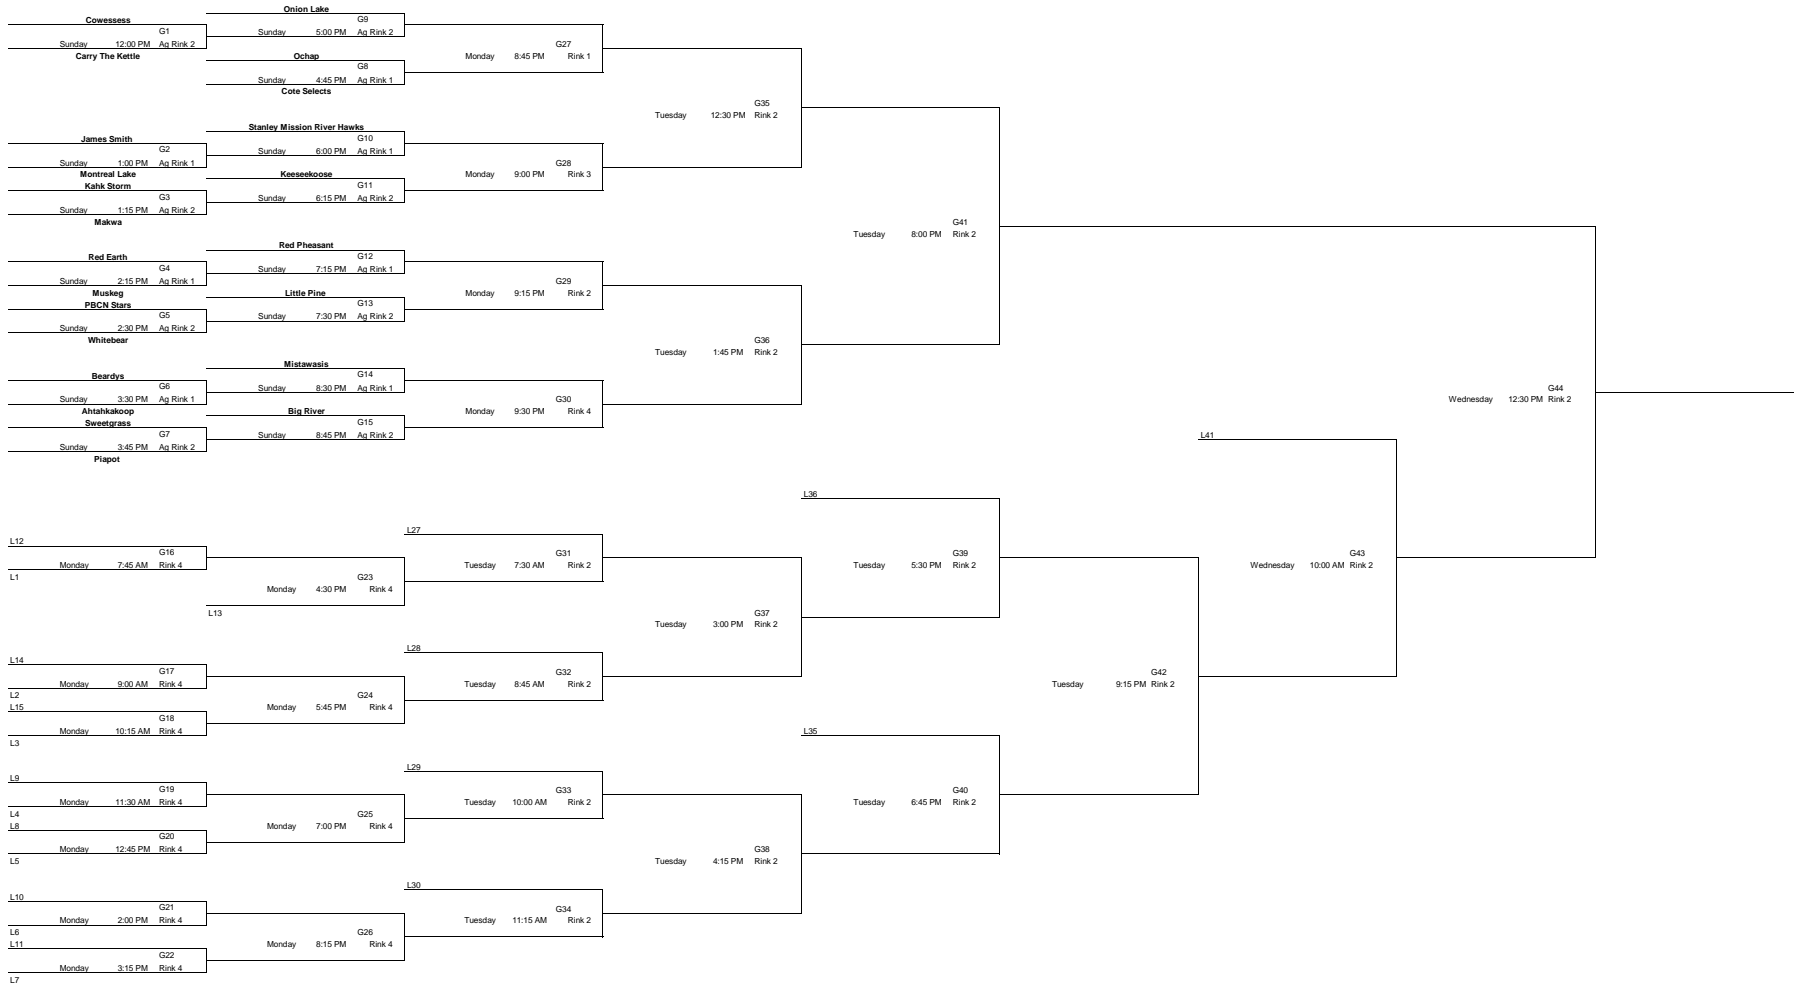 Onion Lake
Cowessess G9
G1 Sunday 5:00 PM Ag Rink 2
Sunday 12:00 PM Ag Rink 2 G27
Carry The Kettle Ochap Monday 8:45 PM Rink 1
G8
Sunday 4:45 PM Ag Rink 1
Cote Selects
G35
Tuesday 12:30 PM Rink 2
Stanley Mission River Hawks
James Smith G10
G2 Sunday 6:00 PM Ag Rink 1
Sunday 1:00 PM Ag Rink 1 G28
Montreal Lake Keeseekoose Monday 9:00 PM Rink 3
Kahk Storm G11
G3 Sunday 6:15 PM Ag Rink 2
Sunday 1:15 PM Ag Rink 2
Makwa G41
Tuesday 8:00 PM Rink 2
Red Pheasant
Red Earth G12
G4 Sunday 7:15 PM Ag Rink 1
Sunday 2:15 PM Ag Rink 1 G29
Muskeg Little Pine Monday 9:15 PM Rink 2
PBCN Stars G13
G5 Sunday 7:30 PM Ag Rink 2
Sunday 2:30 PM Ag Rink 2
Whitebear G36
Tuesday 1:45 PM Rink 2
Mistawasis
Beardys G14
G6 Sunday 8:30 PM Ag Rink 1 G44
Sunday 3:30 PM Ag Rink 1 G30 Wednesday 12:30 PM Rink 2
Ahtahkakoop Big River Monday 9:30 PM Rink 4
Sweetgrass G15
G7 Sunday 8:45 PM Ag Rink 2 L41
Sunday 3:45 PM Ag Rink 2
Piapot
L36
L27
L12
G16 G31 G39 G43
Monday 7:45 AM Rink 4 Tuesday 7:30 AM Rink 2 Tuesday 5:30 PM Rink 2 Wednesday 10:00 AM Rink 2
L1 G23
Monday 4:30 PM Rink 4
L13 G37
Tuesday 3:00 PM Rink 2
L28
L14
G17 G32 G42
Monday 9:00 AM Rink 4 Tuesday 8:45 AM Rink 2 Tuesday 9:15 PM Rink 2
L2 G24
L15 Monday 5:45 PM Rink 4
G18
Monday 10:15 AM Rink 4 L35
L3
L29
L9
G19 G33 G40
Monday 11:30 AM Rink 4 Tuesday 10:00 AM Rink 2 Tuesday 6:45 PM Rink 2
L4 G25
L8 Monday 7:00 PM Rink 4
G20
Monday 12:45 PM Rink 4 G38
L5 Tuesday 4:15 PM Rink 2
L30
L10
G21 G34
Monday 2:00 PM Rink 4 Tuesday 11:15 AM Rink 2
L6 G26
L11 Monday 8:15 PM Rink 4
G22
Monday 3:15 PM Rink 4
L7